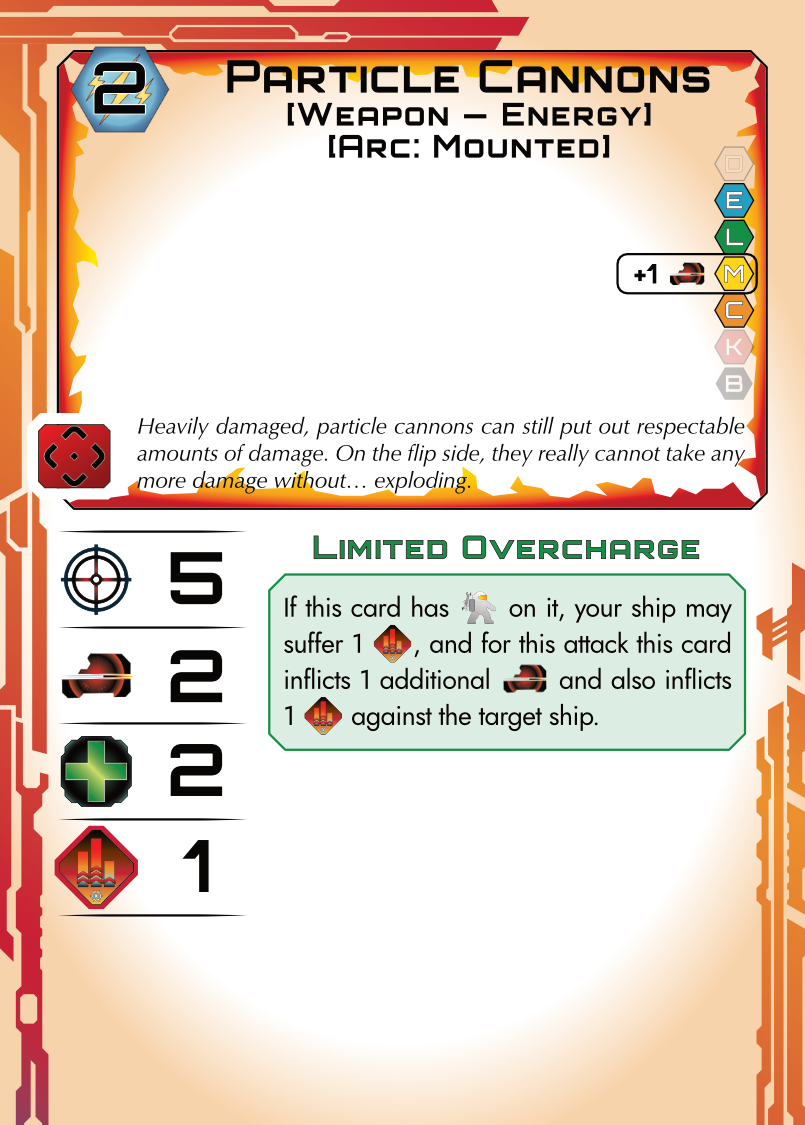 2
Particle Cannons
[Weapon – Energy]
[Arc: Mounted]
D
E
L
+1 M
C
K
B
Heavily damaged, particle cannons can still put out respectable
amounts of damage. On the flip side, they really cannot take any
more damage without… exploding.
5
2
2
1
Limited Overcharge
If this card has on it, your ship may
suffer 1 , and for this attack this card
inflicts 1 additional and also inflicts
1 against the target ship.